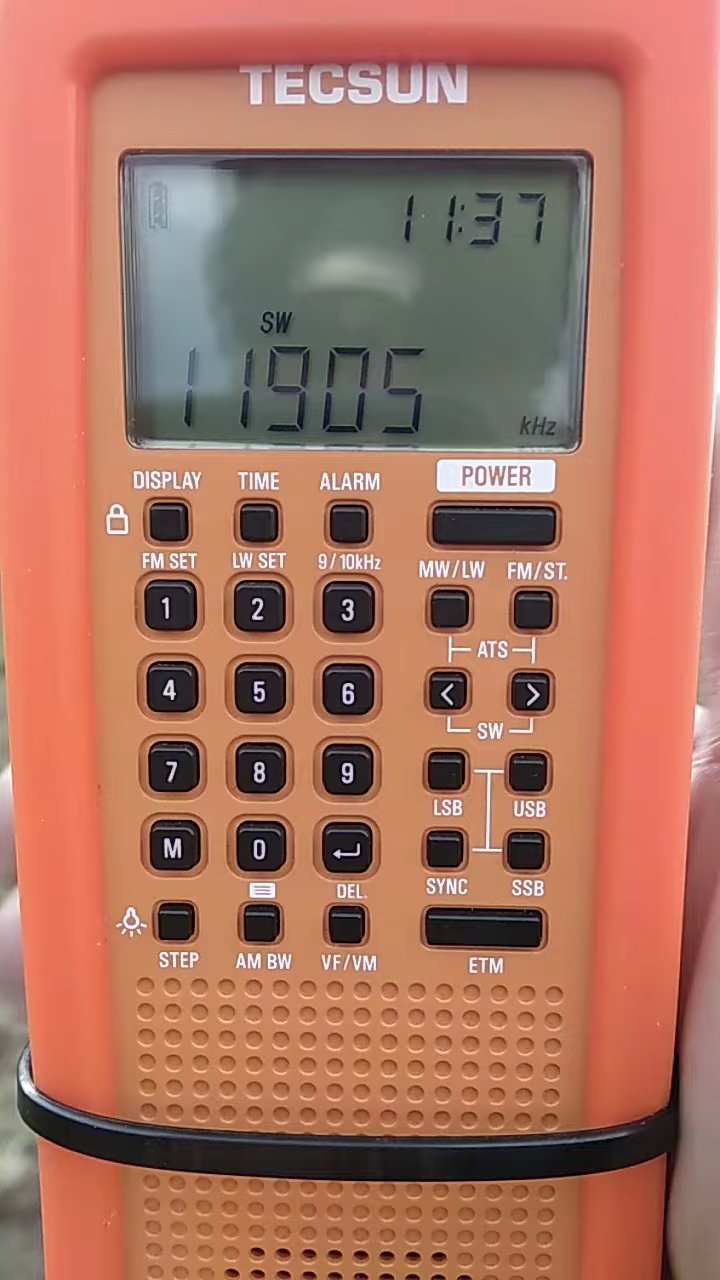 TECSUN
11:37
SW
11905 kHz
DISPLAY TIME ALARM POWER
FM SET LW SET 9/10kHz MW/LW FM/ST.
1 2 3
ATS
4 5 6 < >
SW
7 8 9
LSB USB
M 0
DEL. SYNC SSB
STEP AM BW VF/VM ETM